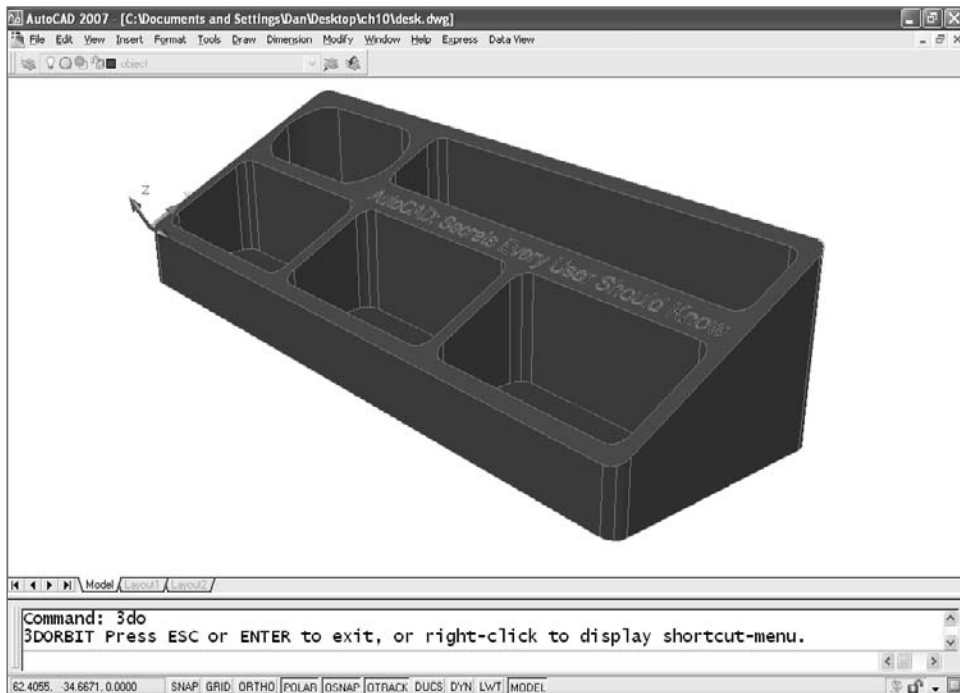 AutoCAD 2007 - [C:\Documents and Settings\Dan\Desktop\ch10\desk.dwg]
File Edit View Insert Format Tools Draw Dimension Modify Window Help Express Data View
object
Z
AutoCAD: Secrets Every User Should Know
Model Layout1 Layout2
Command: 3do
3DORBIT Press ESC or ENTER to exit, or right-click to display shortcut-menu.
62.4055, -34.6671, 0.0000 SNAP GRID ORTHO POLAR OSNAP OTRACK DUCS DYN LWT MODEL